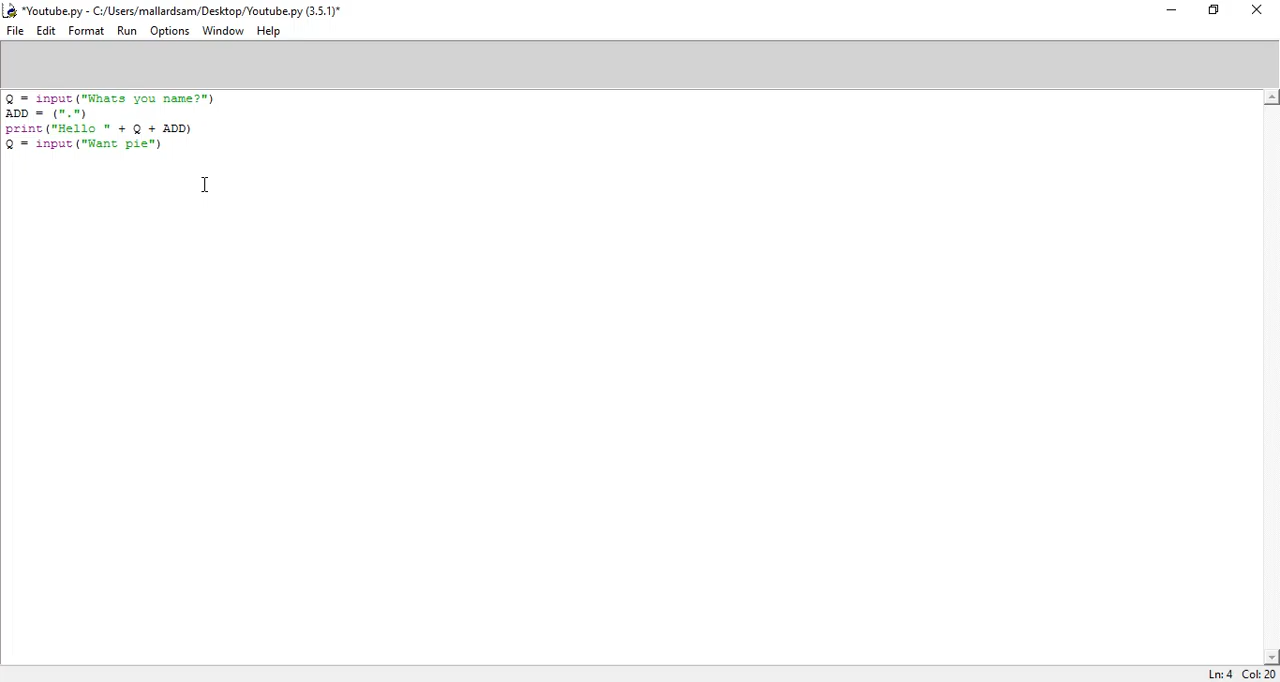 *Youtube.py - C:/Users/mallardsam/Desktop/Youtube.py (3.5.1)*
File Edit Format Run Options Window Help
Q = input("Whats you name?")
ADD = (".")
print("Hello " + Q + ADD)
Q = input("Want pie")
Ln: 4 Col: 20